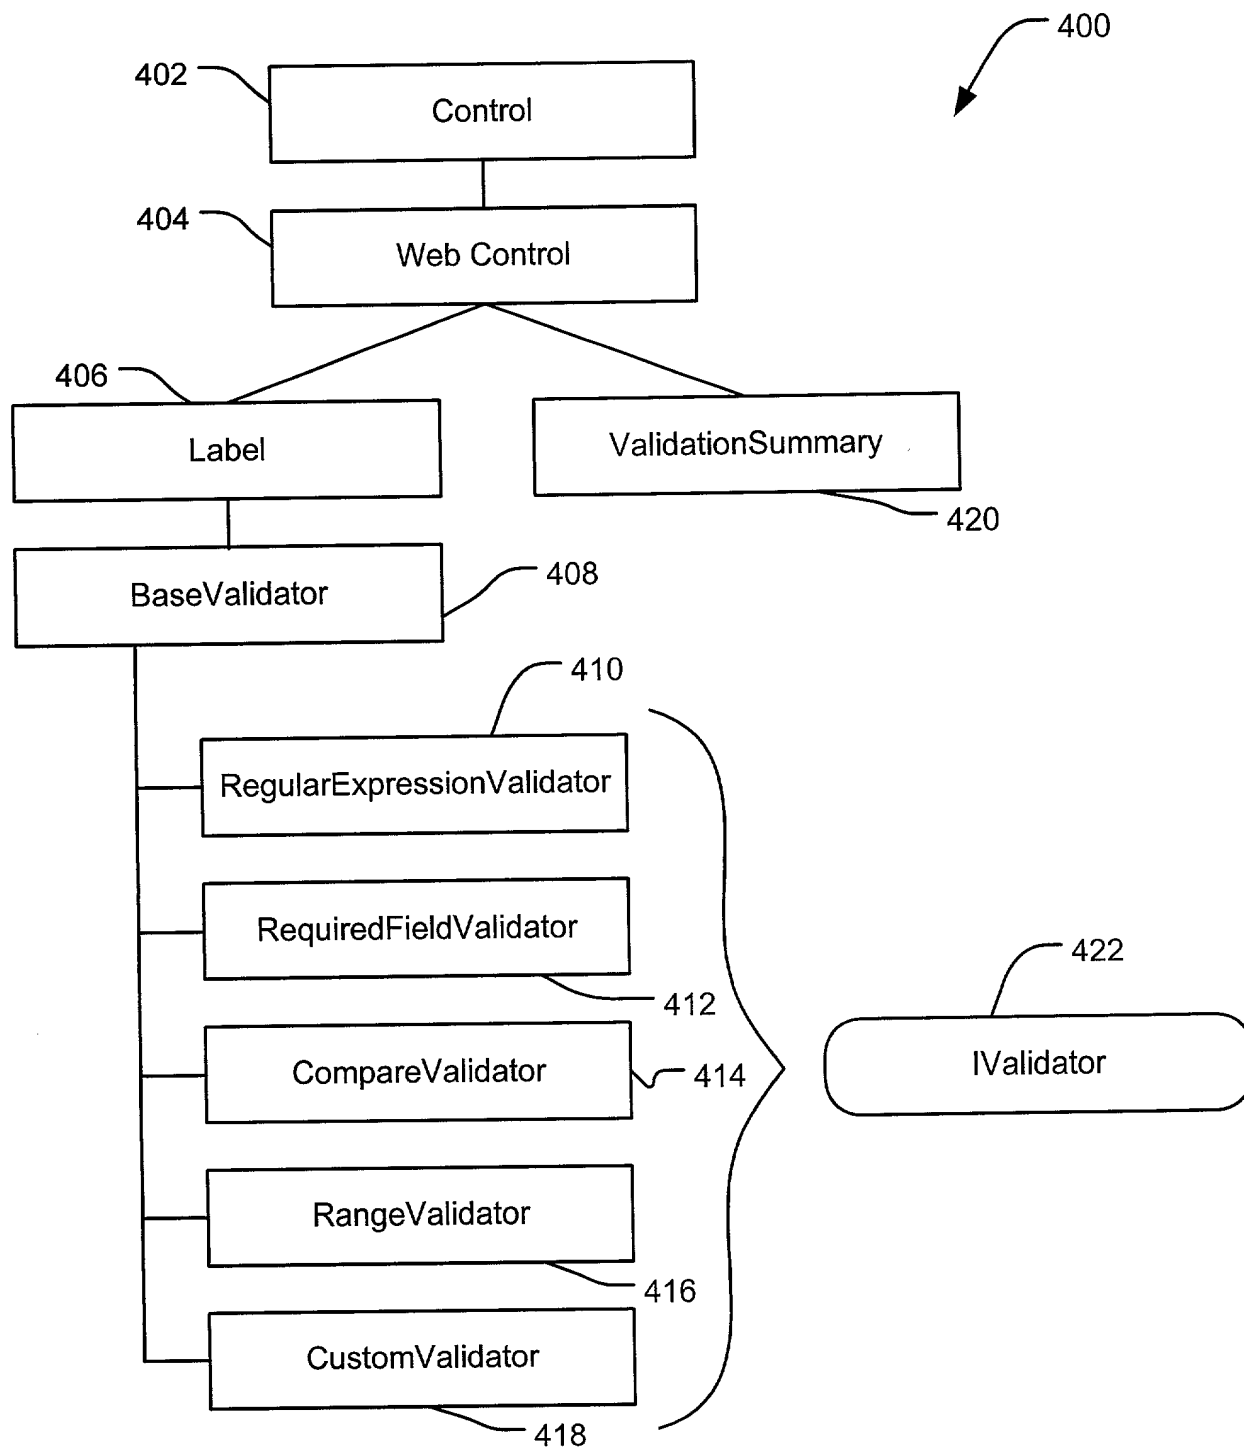 400
402
Control
404
Web Control
406
Label
ValidationSummary
420
BaseValidator
408
410
RegularExpressionValidator
RequiredFieldValidator
412
422
CompareValidator
414
IValidator
RangeValidator
416
CustomValidator
418